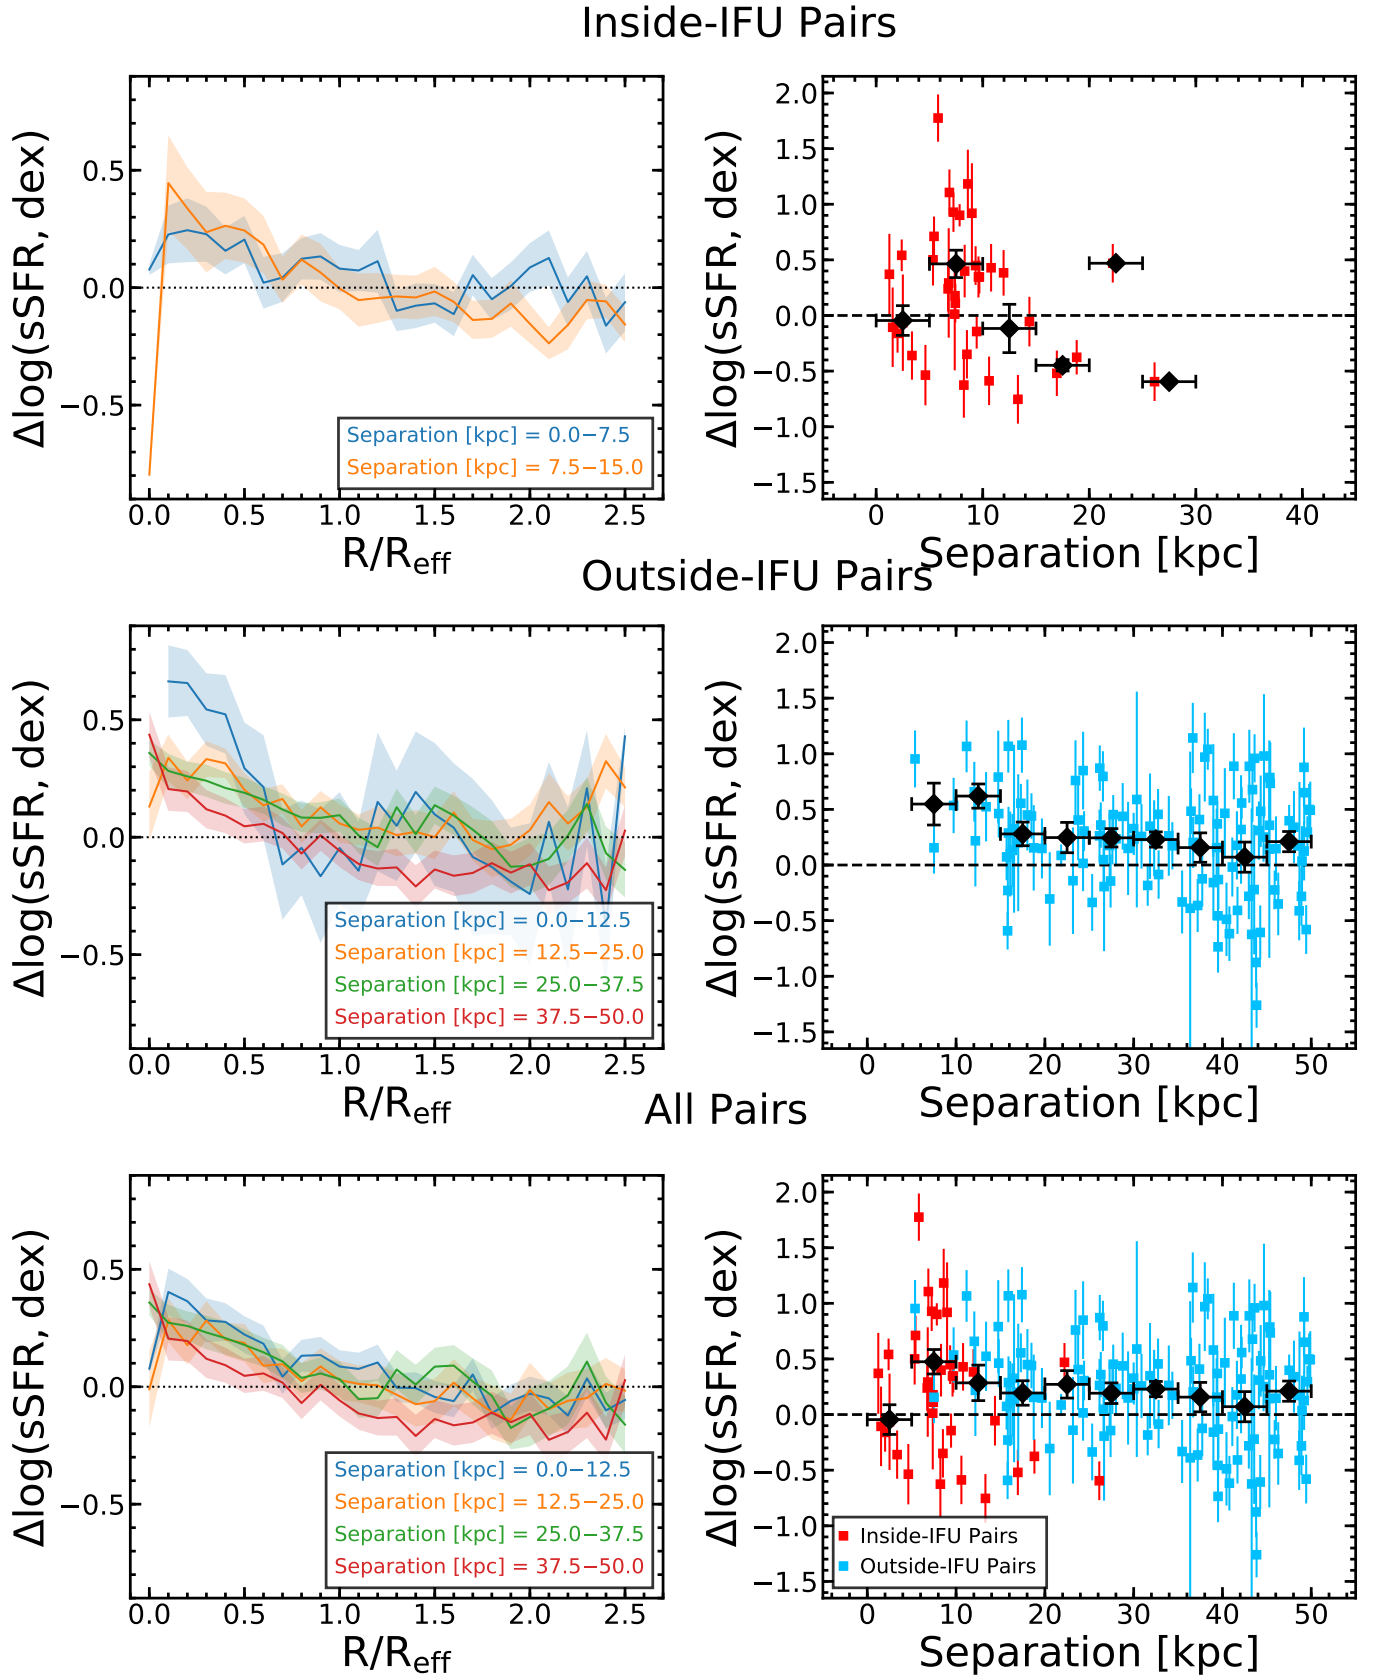 Inside-IFU Pairs
Δlog(sSFR, dex)
0.5
0.0
−0.5
Separation [kpc] = 0.0−7.5
Separation [kpc] = 7.5−15.0
0.0 0.5 1.0 1.5 2.0 2.5
R/Reff
Δlog(sSFR, dex)
2.0
1.5
1.0
0.5
0.0
−0.5
−1.0
−1.5
0 10 20 30 40
Separation [kpc]
Outside-IFU Pairs
Δlog(sSFR, dex)
0.5
0.0
−0.5
Separation [kpc] = 0.0−12.5
Separation [kpc] = 12.5−25.0
Separation [kpc] = 25.0−37.5
Separation [kpc] = 37.5−50.0
0.0 0.5 1.0 1.5 2.0 2.5
R/Reff
Δlog(sSFR, dex)
2.0
1.5
1.0
0.5
0.0
−0.5
−1.0
−1.5
0 10 20 30 40 50
Separation [kpc]
All Pairs
Δlog(sSFR, dex)
0.5
0.0
−0.5
Separation [kpc] = 0.0−12.5
Separation [kpc] = 12.5−25.0
Separation [kpc] = 25.0−37.5
Separation [kpc] = 37.5−50.0
0.0 0.5 1.0 1.5 2.0 2.5
R/Reff
Δlog(sSFR, dex)
2.0
1.5
1.0
0.5
0.0
−0.5
−1.0
−1.5
Inside-IFU Pairs
Outside-IFU Pairs
0 10 20 30 40 50
Separation [kpc]